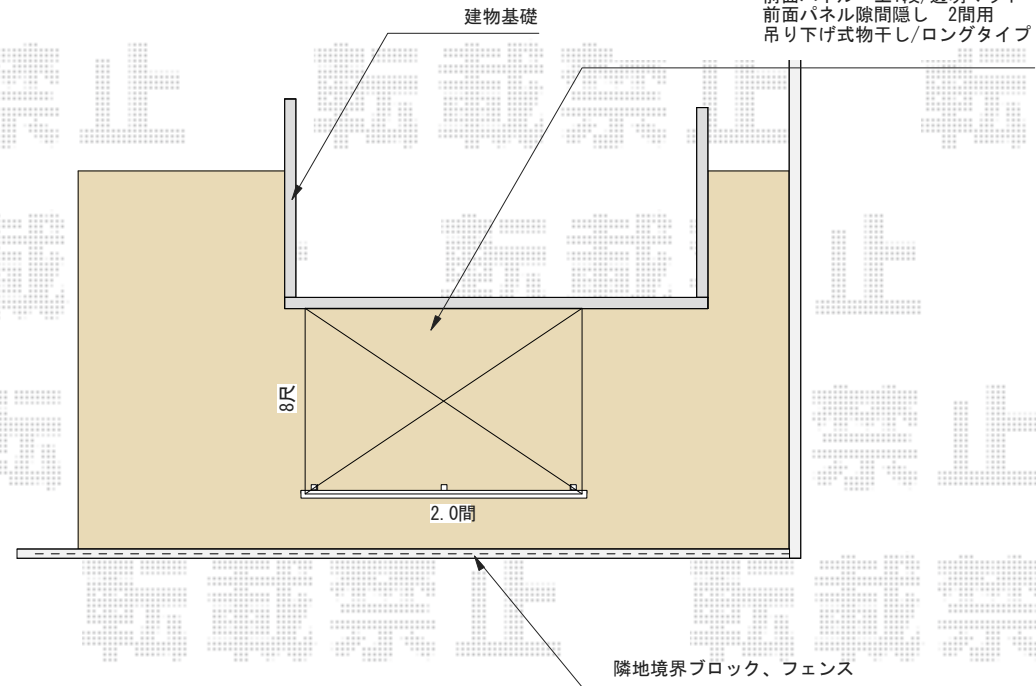 建物基礎
前面パネル隙間隠し 2間用
吊り下げ式物干し/ロングタイプ
8尺
2.0間
隣地境界ブロック、フェンス
転載禁止